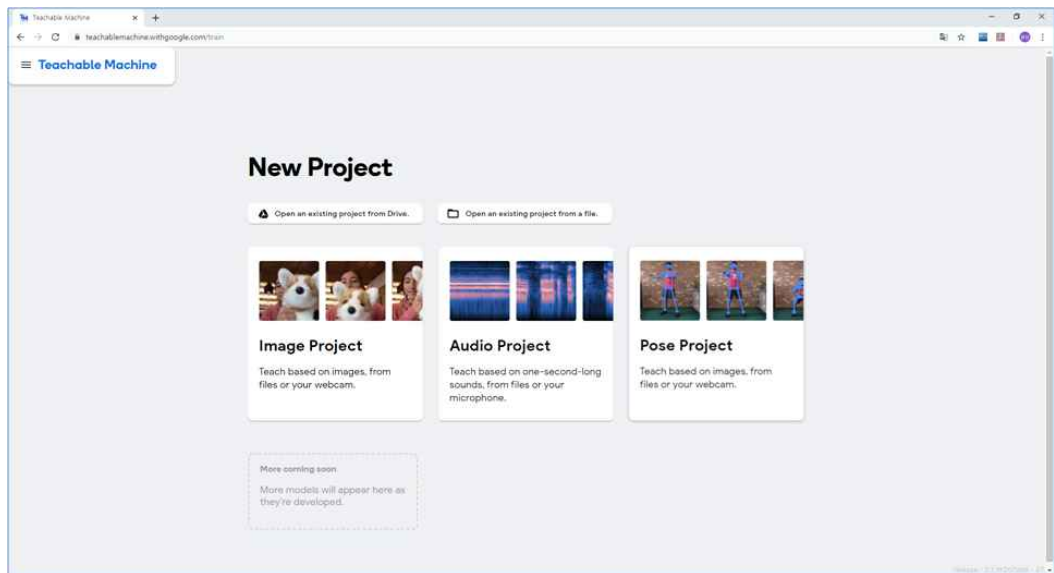 Teachable Machine
teachablemachine.withgoogle.com/train
Teachable Machine
New Project
Open an existing project from Drive.
Open an existing project from a file.
Image Project
Teach based on images, from
files or your webcam.
Audio Project
Teach based on one-second-long
sounds, from files or your
microphone.
Pose Project
Teach based on images, from
files or your webcam.
More coming soon
More models will appear here as
they're developed.